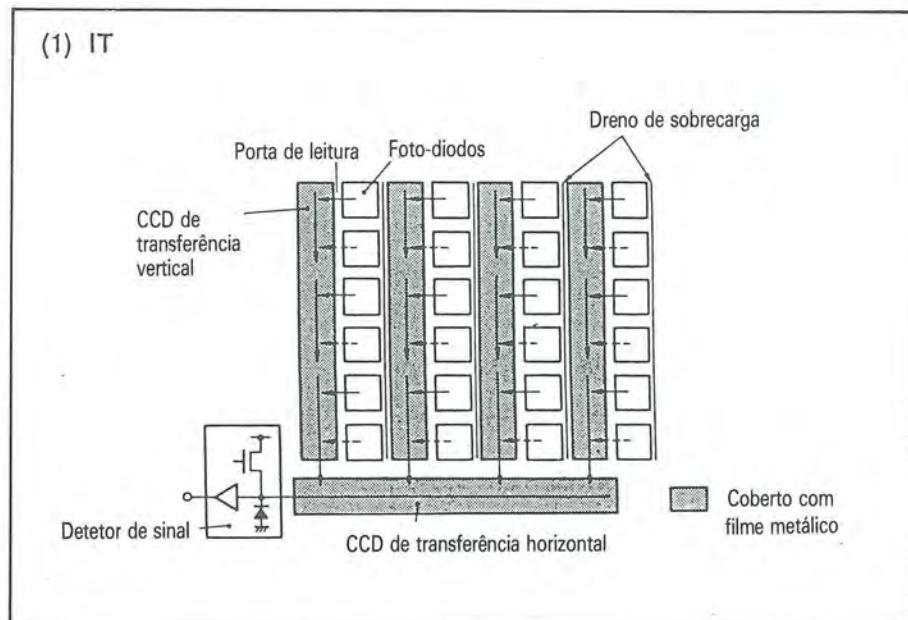 (1) IT
Dreno de sobrecarga
Porta de leitura
Foto-diodos
CCD de
transferência
vertical
Detetor de sinal
CCD de transferência horizontal
Coberto com
filme metálico